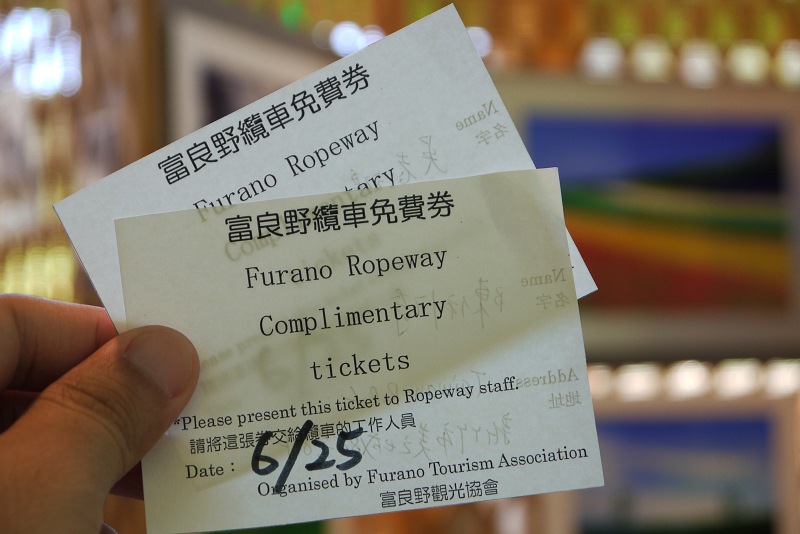 富良野纜車免費券
Furano Ropeway
富良野纜車免費券
Furano Ropeway
Complimentary
tickets
*Please present this ticket to Ropeway staff.
請將這張券交給纜車的工作人員
Date： 6/25
Organised by Furano Tourism Association
富良野觀光協會
Name
名字
Name
名字
Address
地址